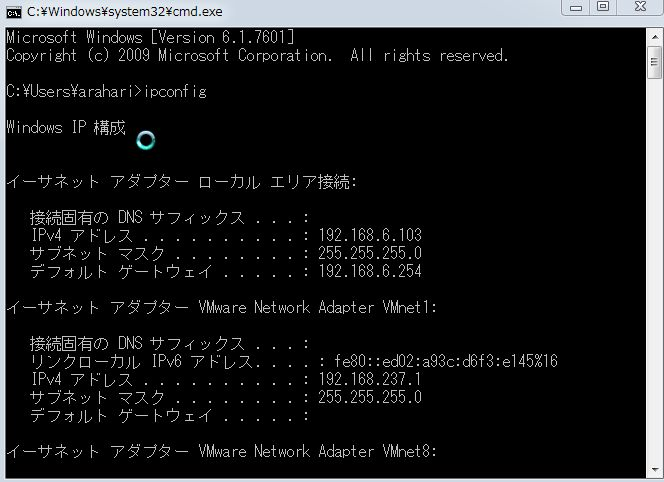 C:¥Windows¥system32¥cmd.exe
Microsoft Windows [Version 6.1.7601]
Copyright (c) 2009 Microsoft Corporation.  All rights reserved.
C:¥Users¥arahari>ipconfig
Windows IP 構成
イーサネット アダプター ローカル エリア接続:
接続固有の DNS サフィックス . . . :
IPv4 アドレス . . . . . . . . . . : 192.168.6.103
サブネット マスク . . . . . . . . : 255.255.255.0
デフォルト ゲートウェイ . . . . . : 192.168.6.254
イーサネット アダプター VMware Network Adapter VMnet1:
接続固有の DNS サフィックス . . . :
リンクローカル IPv6 アドレス. . . . : fe80::ed02:a93c:d6f3:e145%16
IPv4 アドレス . . . . . . . . . . : 192.168.237.1
サブネット マスク . . . . . . . . : 255.255.255.0
デフォルト ゲートウェイ . . . . . :
イーサネット アダプター VMware Network Adapter VMnet8: